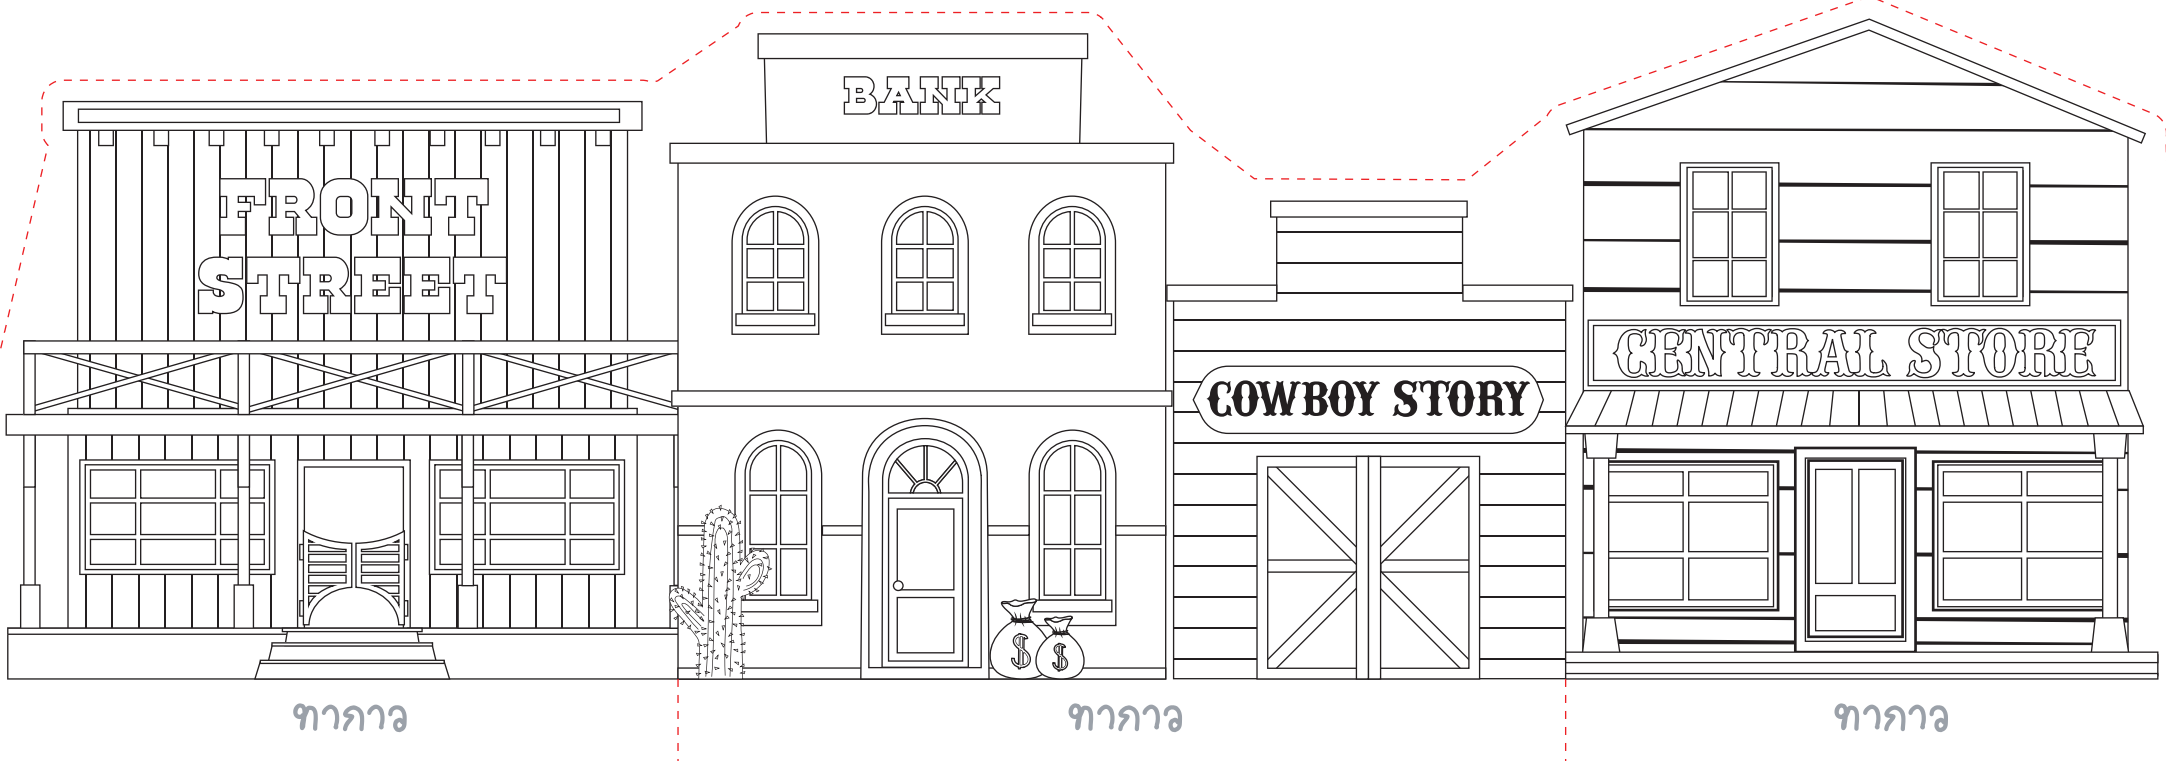 FRONT
STREET
BANK
COWBOY STORY
CENTRAL STORE
$ $
ทากาว ทากาว ทากาว